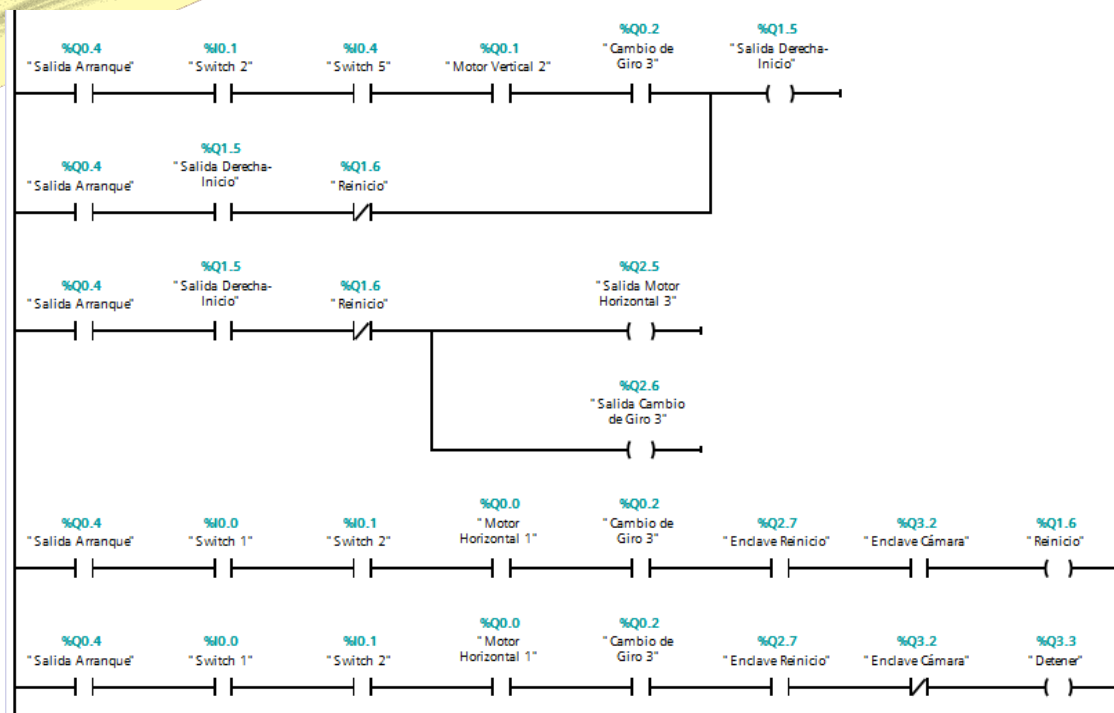 %Q0.2 %Q1.5
%Q0.4 %I0.1 %I0.4 %Q0.1 "Cambio de "Salida Derecha-
"Salida Arranque" "Switch 2" "Switch 5" "Motor Vertical 2" Giro 3" Inicio"
%Q1.5
%Q0.4 "Salida Derecha- %Q1.6
"Salida Arranque" Inicio" "Reinicio"
%Q1.5 %Q2.5
%Q0.4 "Salida Derecha- %Q1.6 "Salida Motor
"Salida Arranque" Inicio" "Reinicio" Horizontal 3"
%Q2.6
"Salida Cambio
de Giro 3"
%Q0.0 %Q0.2
%Q0.4 %I0.0 %I0.1 "Motor "Cambio de %Q2.7 %Q3.2 %Q1.6
"Salida Arranque" "Switch 1" "Switch 2" Horizontal 1" Giro 3" "Enclave Reinicio" "Enclave Cámara" "Reinicio"
%Q0.0 %Q0.2
%Q0.4 %I0.0 %I0.1 "Motor "Cambio de %Q2.7 %Q3.2 %Q3.3
"Salida Arranque" "Switch 1" "Switch 2" Horizontal 1" Giro 3" "Enclave Reinicio" "Enclave Cámara" "Detener"